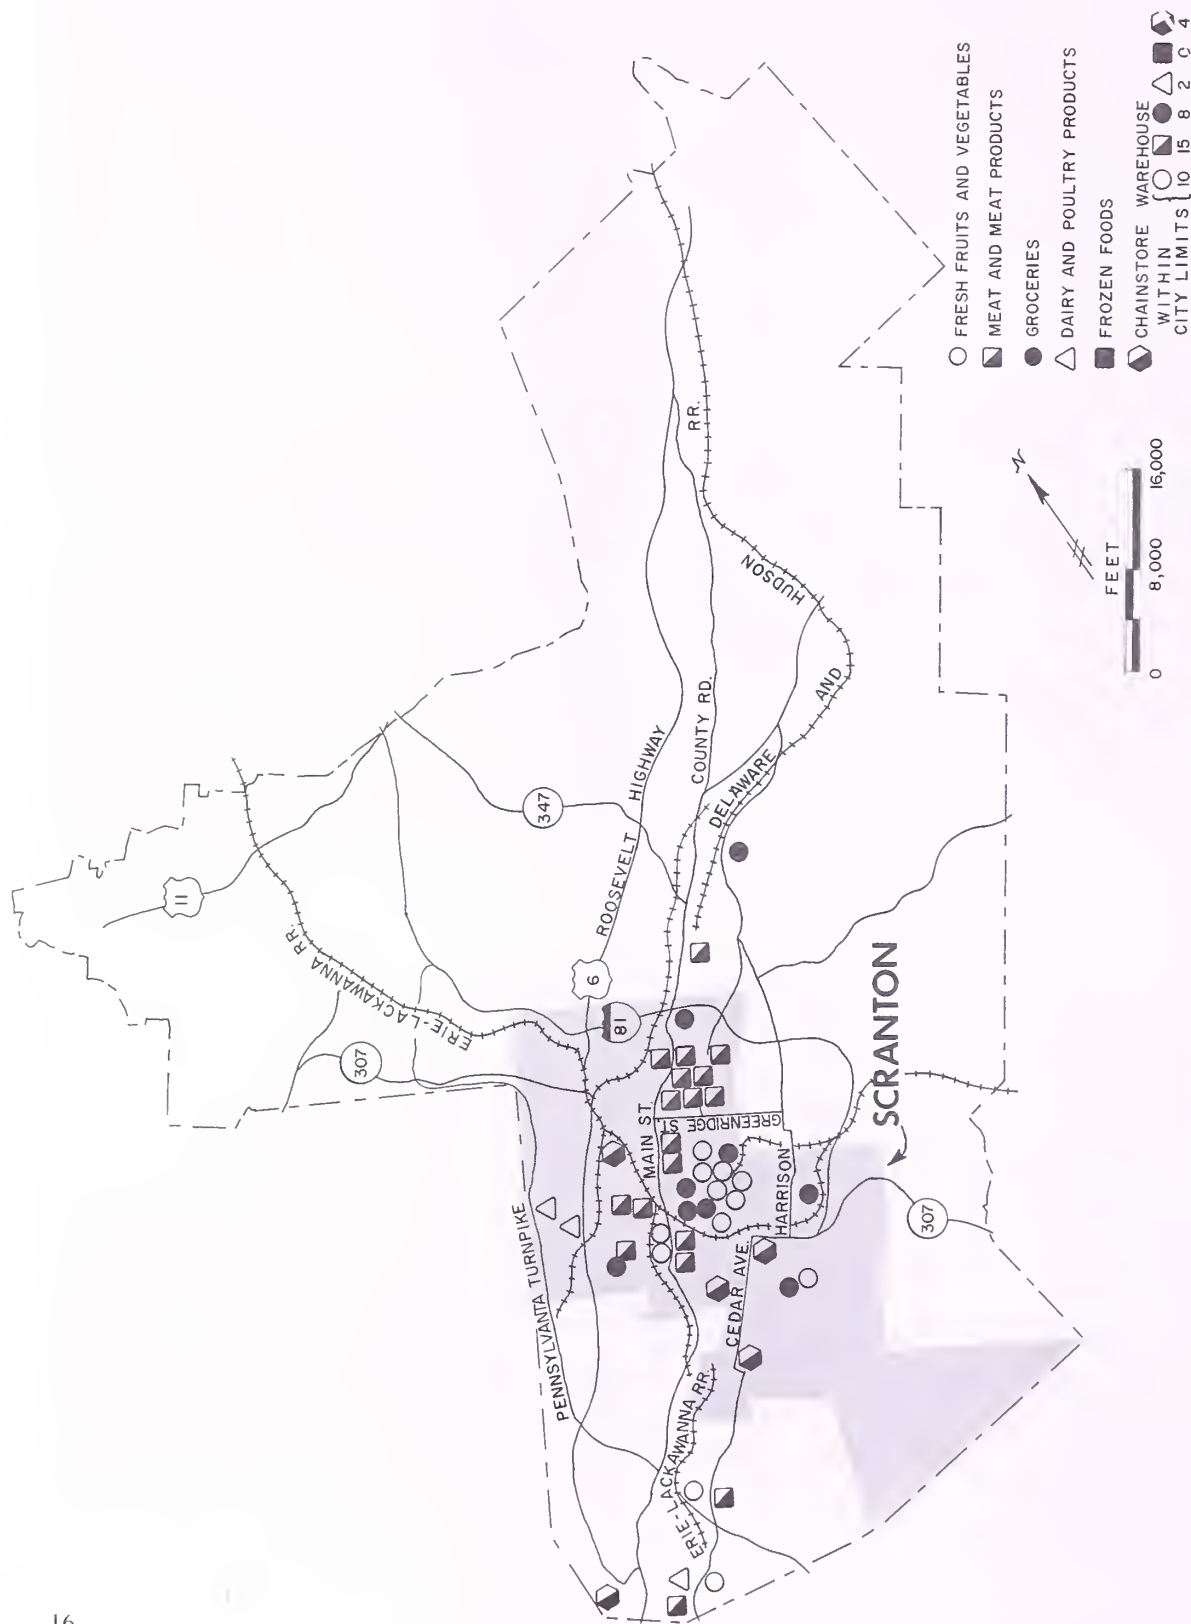 16
11
ERIE-LACKAWANNA RR.
307
347
ROOSEVELT HIGHWAY
6
81
COUNTY RD.
DELAWARE AND HUDSON RR.
PENNSYLVANTA TURNPIKE
MAIN ST.
GREENRIDGE ST.
HARRISON
CEDAR AVE.
ERIE-LACKAWANNA RR.
SCRANTON
307
N
FEET
0 8,000 16,000
FRESH FRUITS AND VEGETABLES
MEAT AND MEAT PRODUCTS
GROCERIES
DAIRY AND POULTRY PRODUCTS
FROZEN FOODS
CHAINSTORE WAREHOUSE
WITHIN
CITY LIMITS { 10 15 8 2 C 4